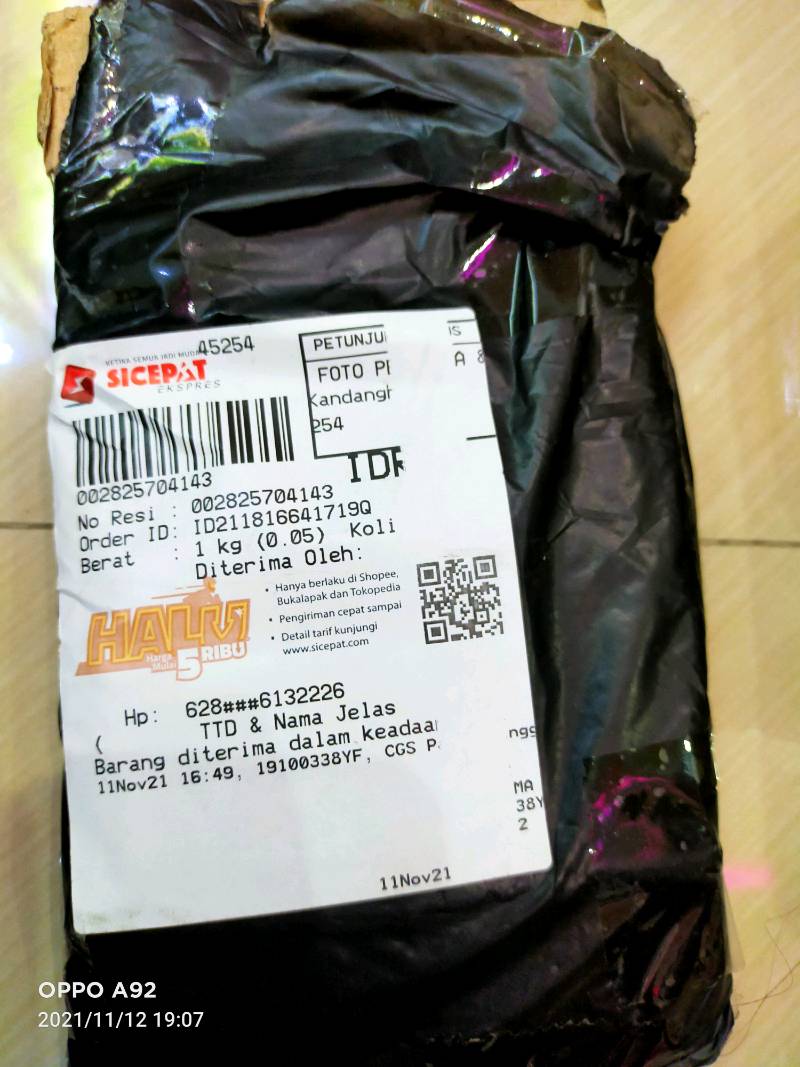 KETIKA SEMUA JADI MUDAH
45254
SICEPAT
EKSPRES
PETUNJU
IS
FOTO
A 8
Kandang
254
IDR
002825704143
No Resi : 002825704143
Order ID: ID211816641719Q
Berat : 1 kg (0.05) Koli
Diterima Oleh:
HALU
Harga Mulai 5 RIBU
• Hanya berlaku di Shopee,
Bukalapak dan Tokopedia
• Pengiriman cepat sampai
• Detail tarif kunjungi
www.sicepat.com
Hp: 628###6132226
( TTD & Nama Jelas
Barang diterima dalam keadaa
ngg
11Nov21 16:49, 19100338YF, CGS P
MA
38Y
2
11Nov21
OPPO A92
2021/11/12 19:07